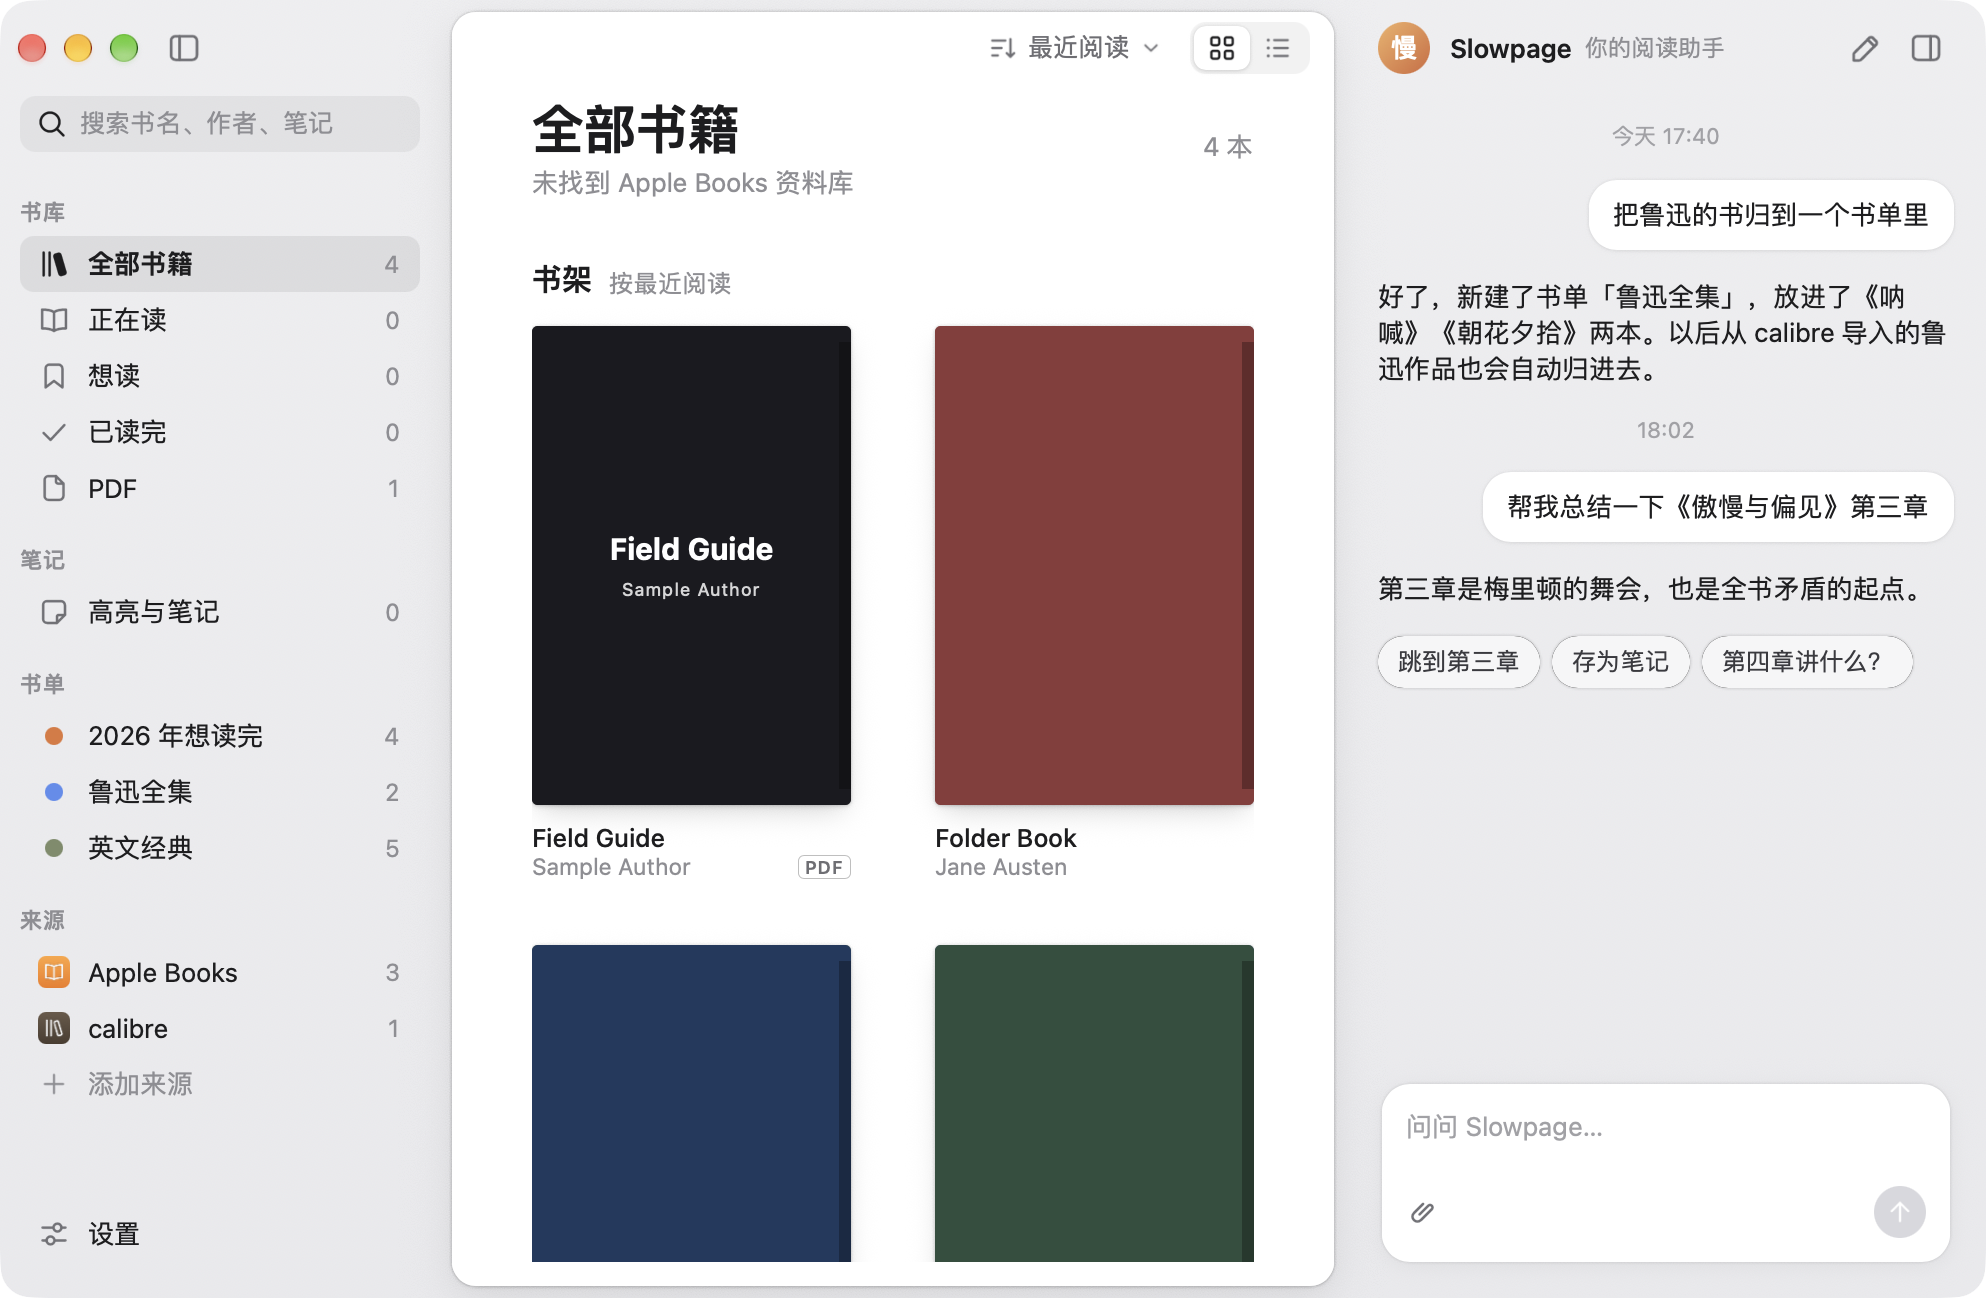 搜索书名、作者、笔记
书库
全部书籍 4
正在读 0
想读 0
已读完 0
PDF 1
笔记
高亮与笔记 0
书单
2026 年想读完 4
鲁迅全集 2
英文经典 5
来源
Apple Books 3
calibre 1
添加来源
设置
最近阅读
全部书籍
4 本
未找到 Apple Books 资料库
书架 按最近阅读
Field Guide
Sample Author
Field Guide
Sample Author PDF
Folder Book
Jane Austen
慢 Slowpage 你的阅读助手
今天 17:40
把鲁迅的书归到一个书单里
好了，新建了书单「鲁迅全集」，放进了《呐
喊》《朝花夕拾》两本。以后从 calibre 导入的鲁
迅作品也会自动归进去。
18:02
帮我总结一下《傲慢与偏见》第三章
第三章是梅里顿的舞会，也是全书矛盾的起点。
跳到第三章 存为笔记 第四章讲什么？
问问 Slowpage...